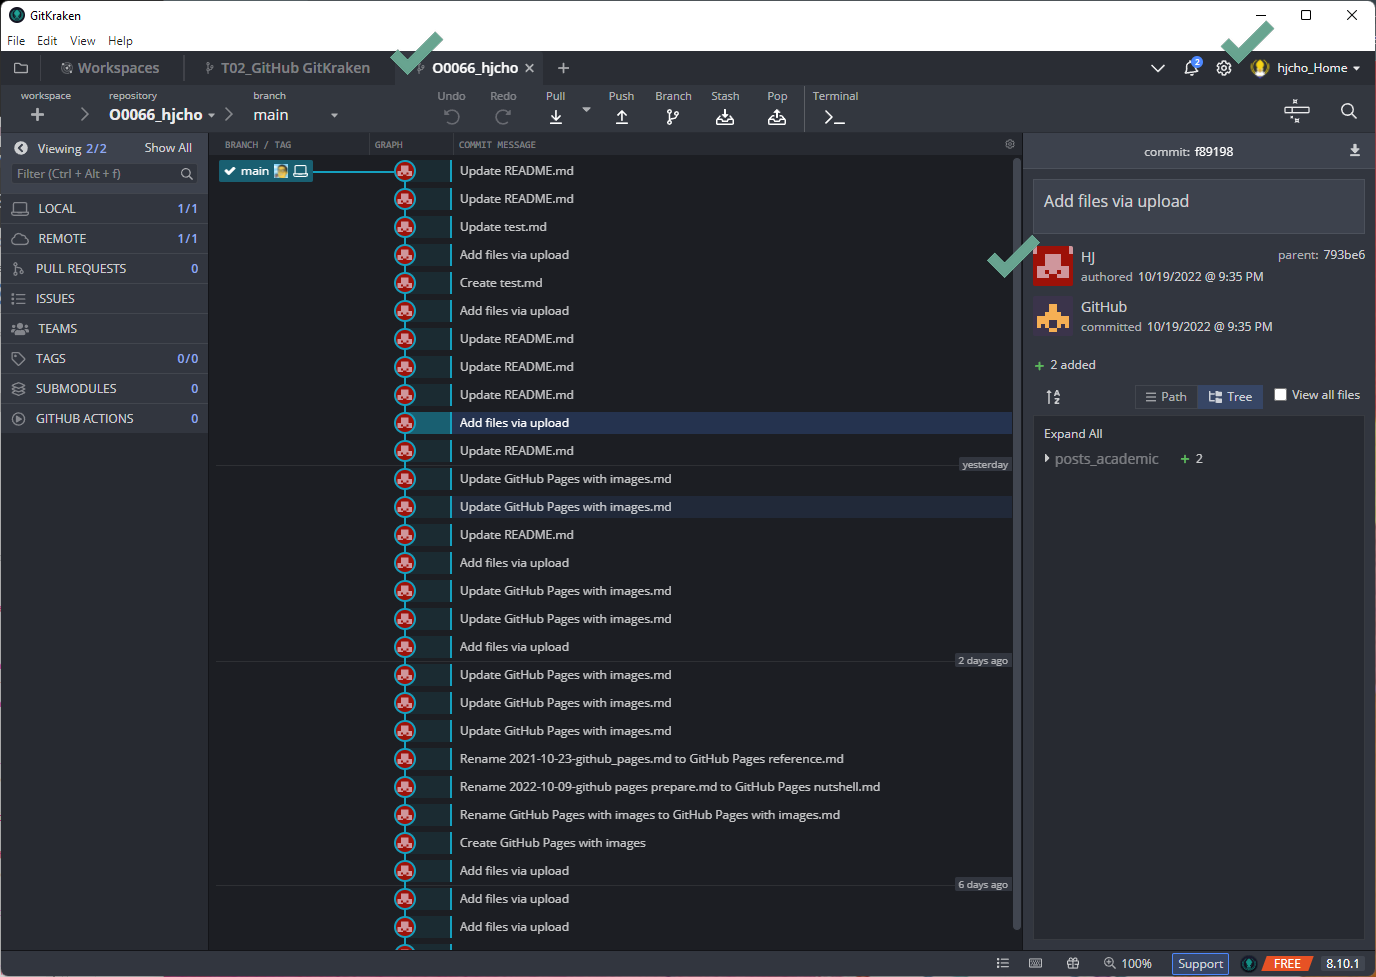 GitKraken
File Edit View Help
Workspaces
T02_GitHub GitKraken
O0066_hjcho
2
hjcho_Home
workspace
repository
O0066_hjcho
branch
main
Undo
Redo
Pull
Push
Branch
Stash
Pop
Terminal
Viewing 2/2
Show All
Filter (Ctrl + Alt + f)
LOCAL 1/1
REMOTE 1/1
PULL REQUESTS 0
ISSUES
TEAMS
TAGS 0/0
SUBMODULES 0
GITHUB ACTIONS 0
BRANCH / TAG
GRAPH
COMMIT MESSAGE
main
Update README.md
Update README.md
Update test.md
Add files via upload
Create test.md
Add files via upload
Update README.md
Update README.md
Update README.md
Add files via upload
Update README.md
yesterday
Update GitHub Pages with images.md
Update GitHub Pages with images.md
Update README.md
Add files via upload
Update GitHub Pages with images.md
Update GitHub Pages with images.md
Add files via upload
2 days ago
Update GitHub Pages with images.md
Update GitHub Pages with images.md
Update GitHub Pages with images.md
Rename 2021-10-23-github_pages.md to GitHub Pages reference.md
Rename 2022-10-09-github pages prepare.md to GitHub Pages nutshell.md
Rename GitHub Pages with images to GitHub Pages with images.md
Create GitHub Pages with images
Add files via upload
6 days ago
Add files via upload
Add files via upload
commit: f89198
Add files via upload
HJ
parent: 793be6
authored 10/19/2022 @ 9:35 PM
GitHub
committed 10/19/2022 @ 9:35 PM
+ 2 added
A Z
Path
Tree
View all files
Expand All
posts_academic + 2
100%
Support
FREE
8.10.1